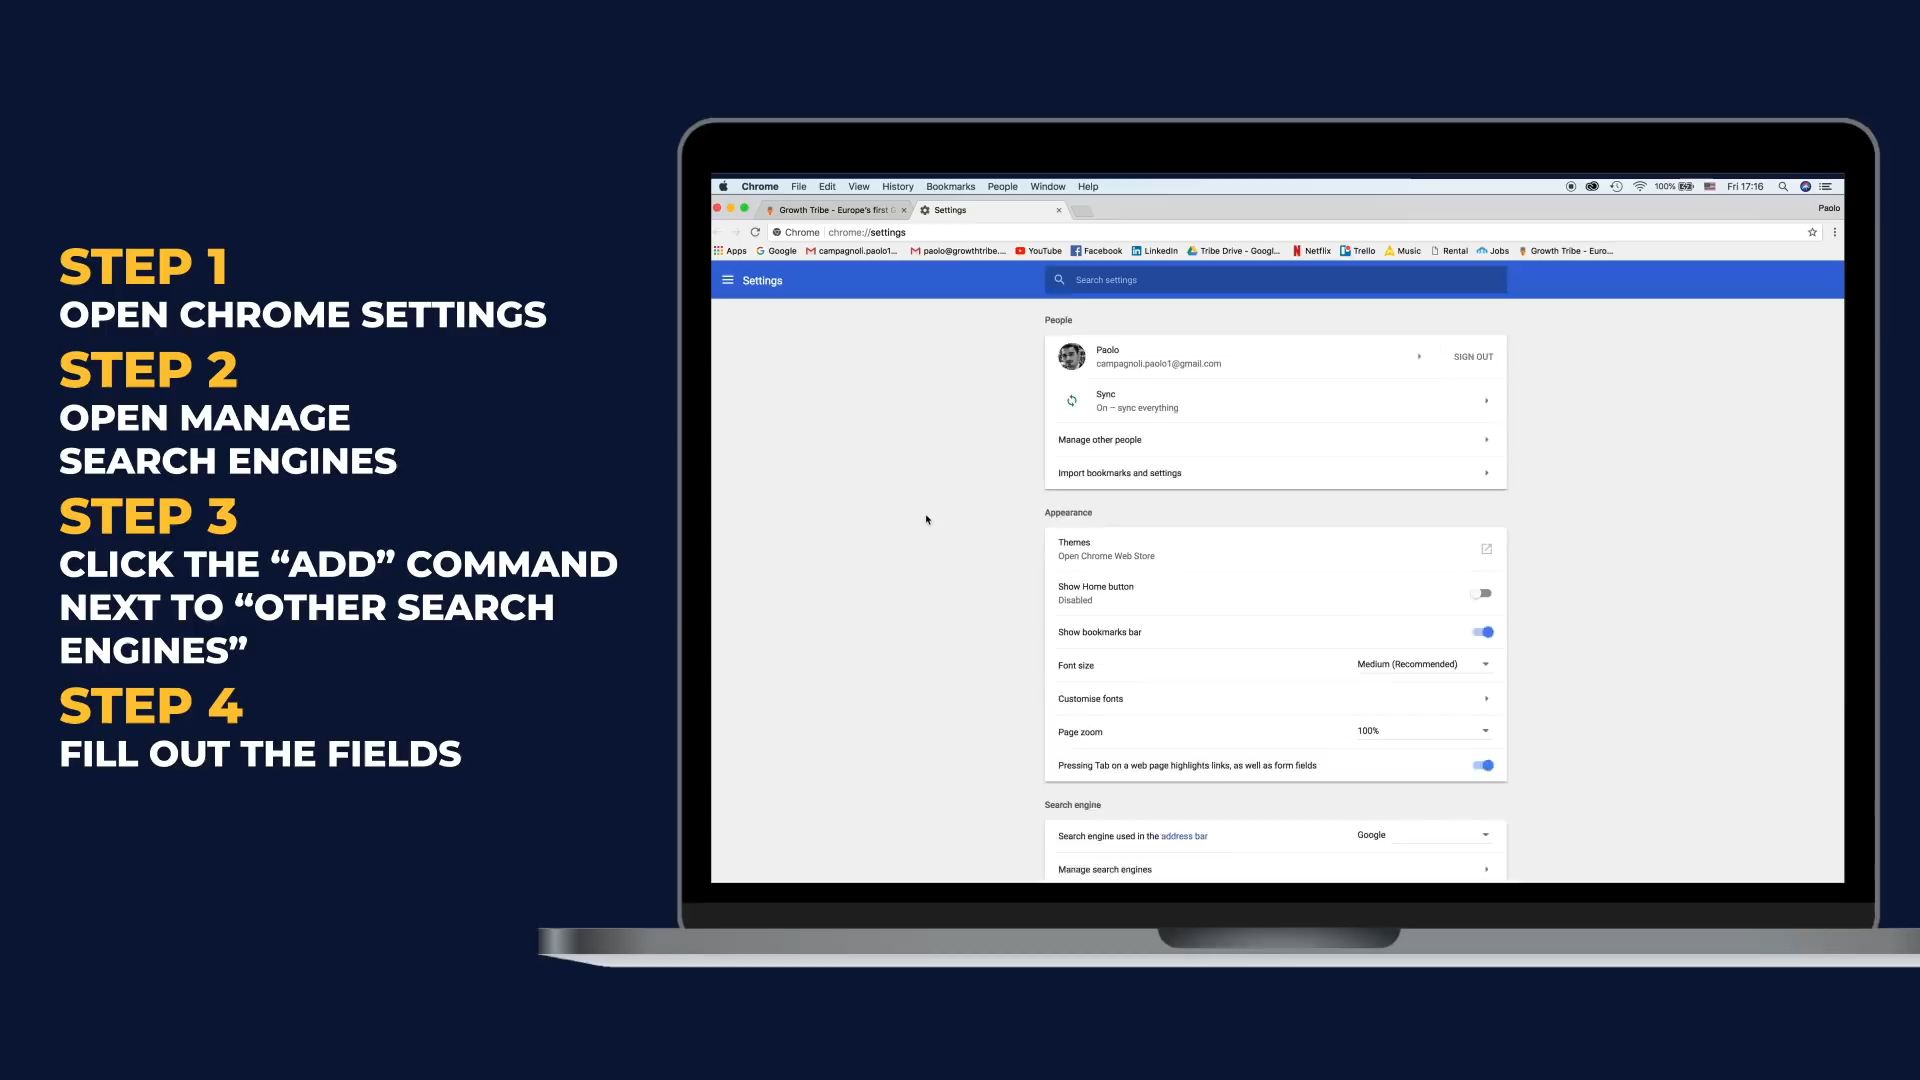 STEP 1
OPEN CHROME SETTINGS
STEP 2
OPEN MANAGE
SEARCH ENGINES
STEP 3
CLICK THE “ADD” COMMAND
NEXT TO “OTHER SEARCH
ENGINES”
STEP 4
FILL OUT THE FIELDS
Chrome File Edit View History Bookmarks People Window Help 100% Fri 17:16
Growth Tribe - Europe's first Settings Paolo
Chrome chrome://settings
Apps Google campagnoli.paolo1... paolo@growthtribe.... YouTube Facebook LinkedIn Tribe Drive - Googl... Netflix Trello Music Rental Jobs Growth Tribe - Euro...
Settings Search settings
People
Paolo
campagnoli.paolo1@gmail.com SIGN OUT
Sync
On – sync everything
Manage other people
Import bookmarks and settings
Appearance
Themes
Open Chrome Web Store
Show Home button
Disabled
Show bookmarks bar
Font size Medium (Recommended)
Customise fonts
Page zoom 100%
Pressing Tab on a web page highlights links, as well as form fields
Search engine
Search engine used in the address bar Google
Manage search engines